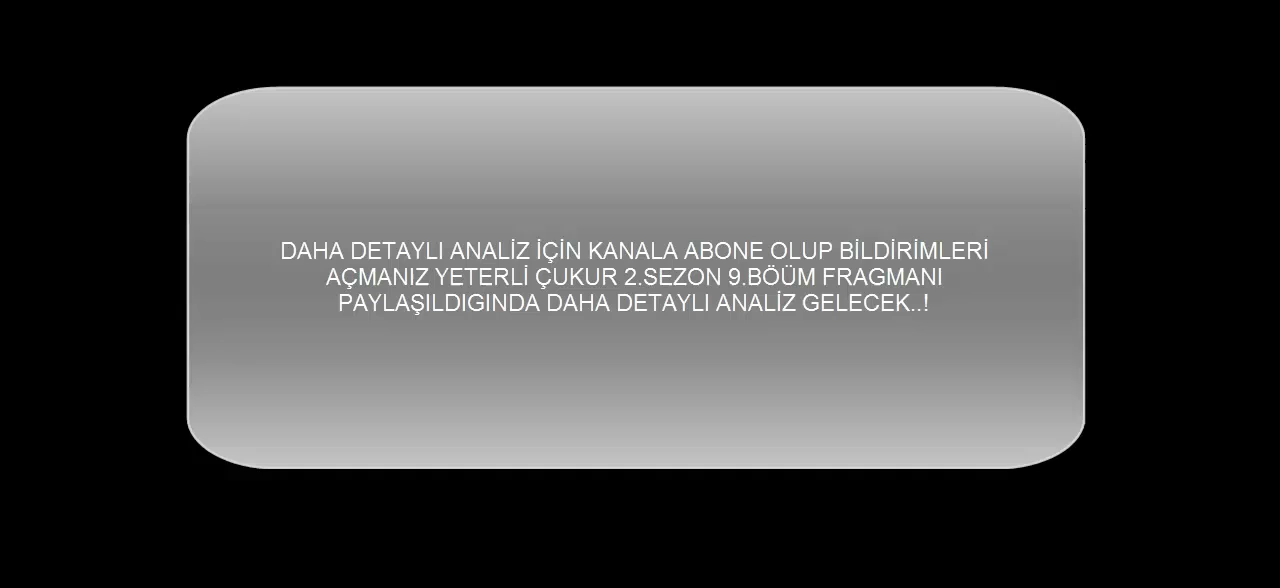 DAHA DETAYLI ANALİZ İÇİN KANALA ABONE OLUP BİLDİRİMLERİ
AÇMANIZ YETERLİ ÇUKUR 2.SEZON 9.BÖÜM FRAGMANI
PAYLAŞILDIGINDA DAHA DETAYLI ANALİZ GELECEK..!